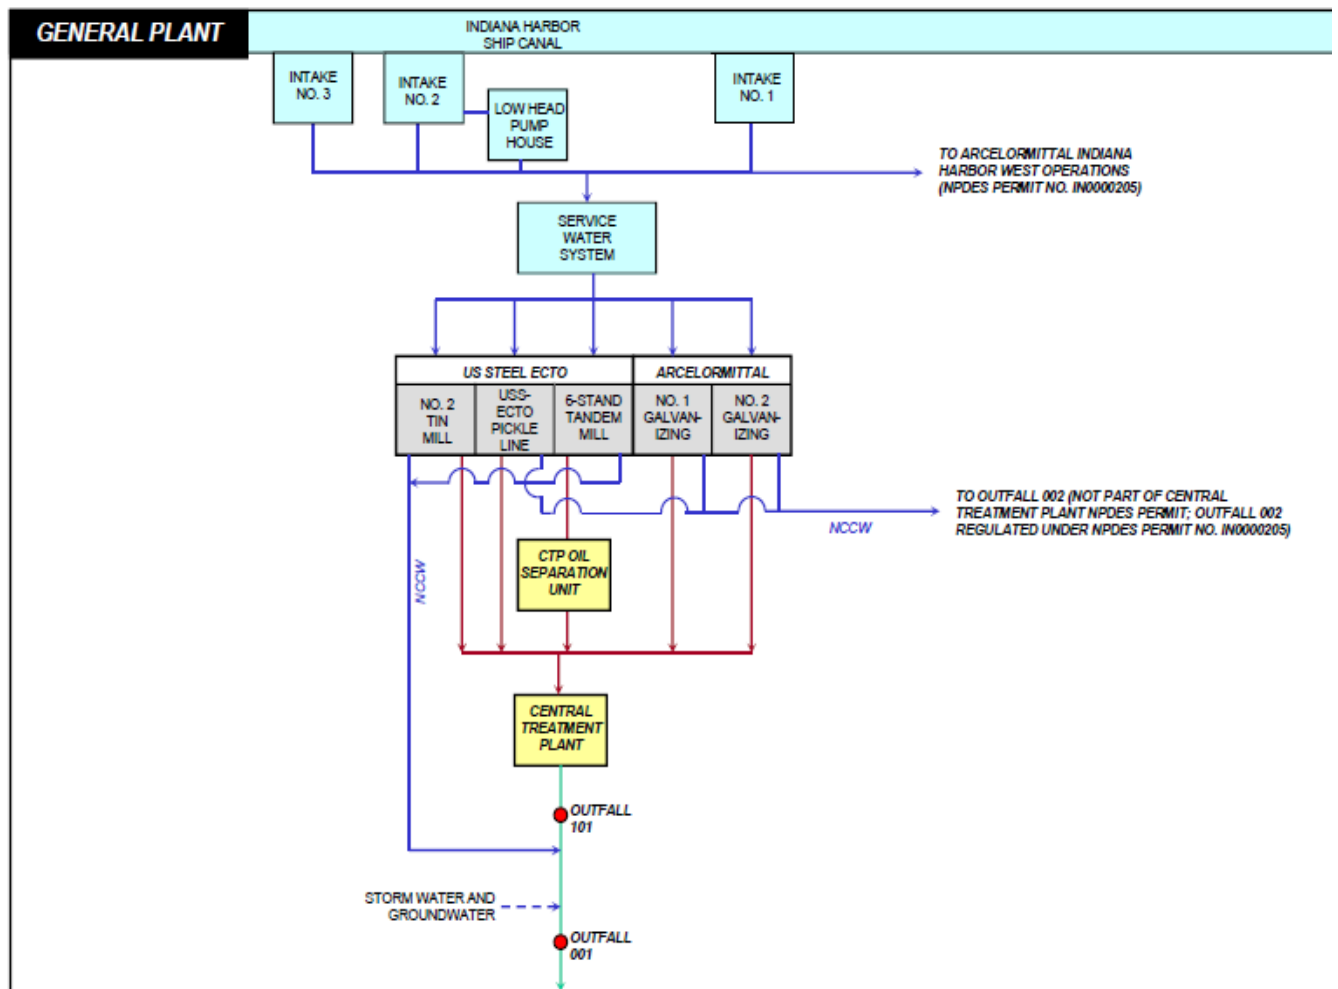 GENERAL PLANT
INDIANA HARBOR
SHIP CANAL
INTAKE
NO. 3
INTAKE
NO. 2
LOW HEAD
PUMP
HOUSE
INTAKE
NO. 1
TO ARCELORMITTAL INDIANA
HARBOR WEST OPERATIONS
(NPDES PERMIT NO. IN0000205)
SERVICE
WATER
SYSTEM
US STEEL ECTO
ARCELORMITTAL
NO. 2
TIN
MILL
USS-
ECTO
PICKLE
LINE
6-STAND
TANDEM
MILL
NO. 1
GALVAN-
IZING
NO. 2
GALVAN-
IZING
TO OUTFALL 002 (NOT PART OF CENTRAL
TREATMENT PLANT NPDES PERMIT; OUTFALL 002
REGULATED UNDER NPDES PERMIT NO. IN0000205)
NCCW
NCCW
CTP OIL
SEPARATION
UNIT
CENTRAL
TREATMENT
PLANT
OUTFALL
101
STORM WATER AND
GROUNDWATER
OUTFALL
001